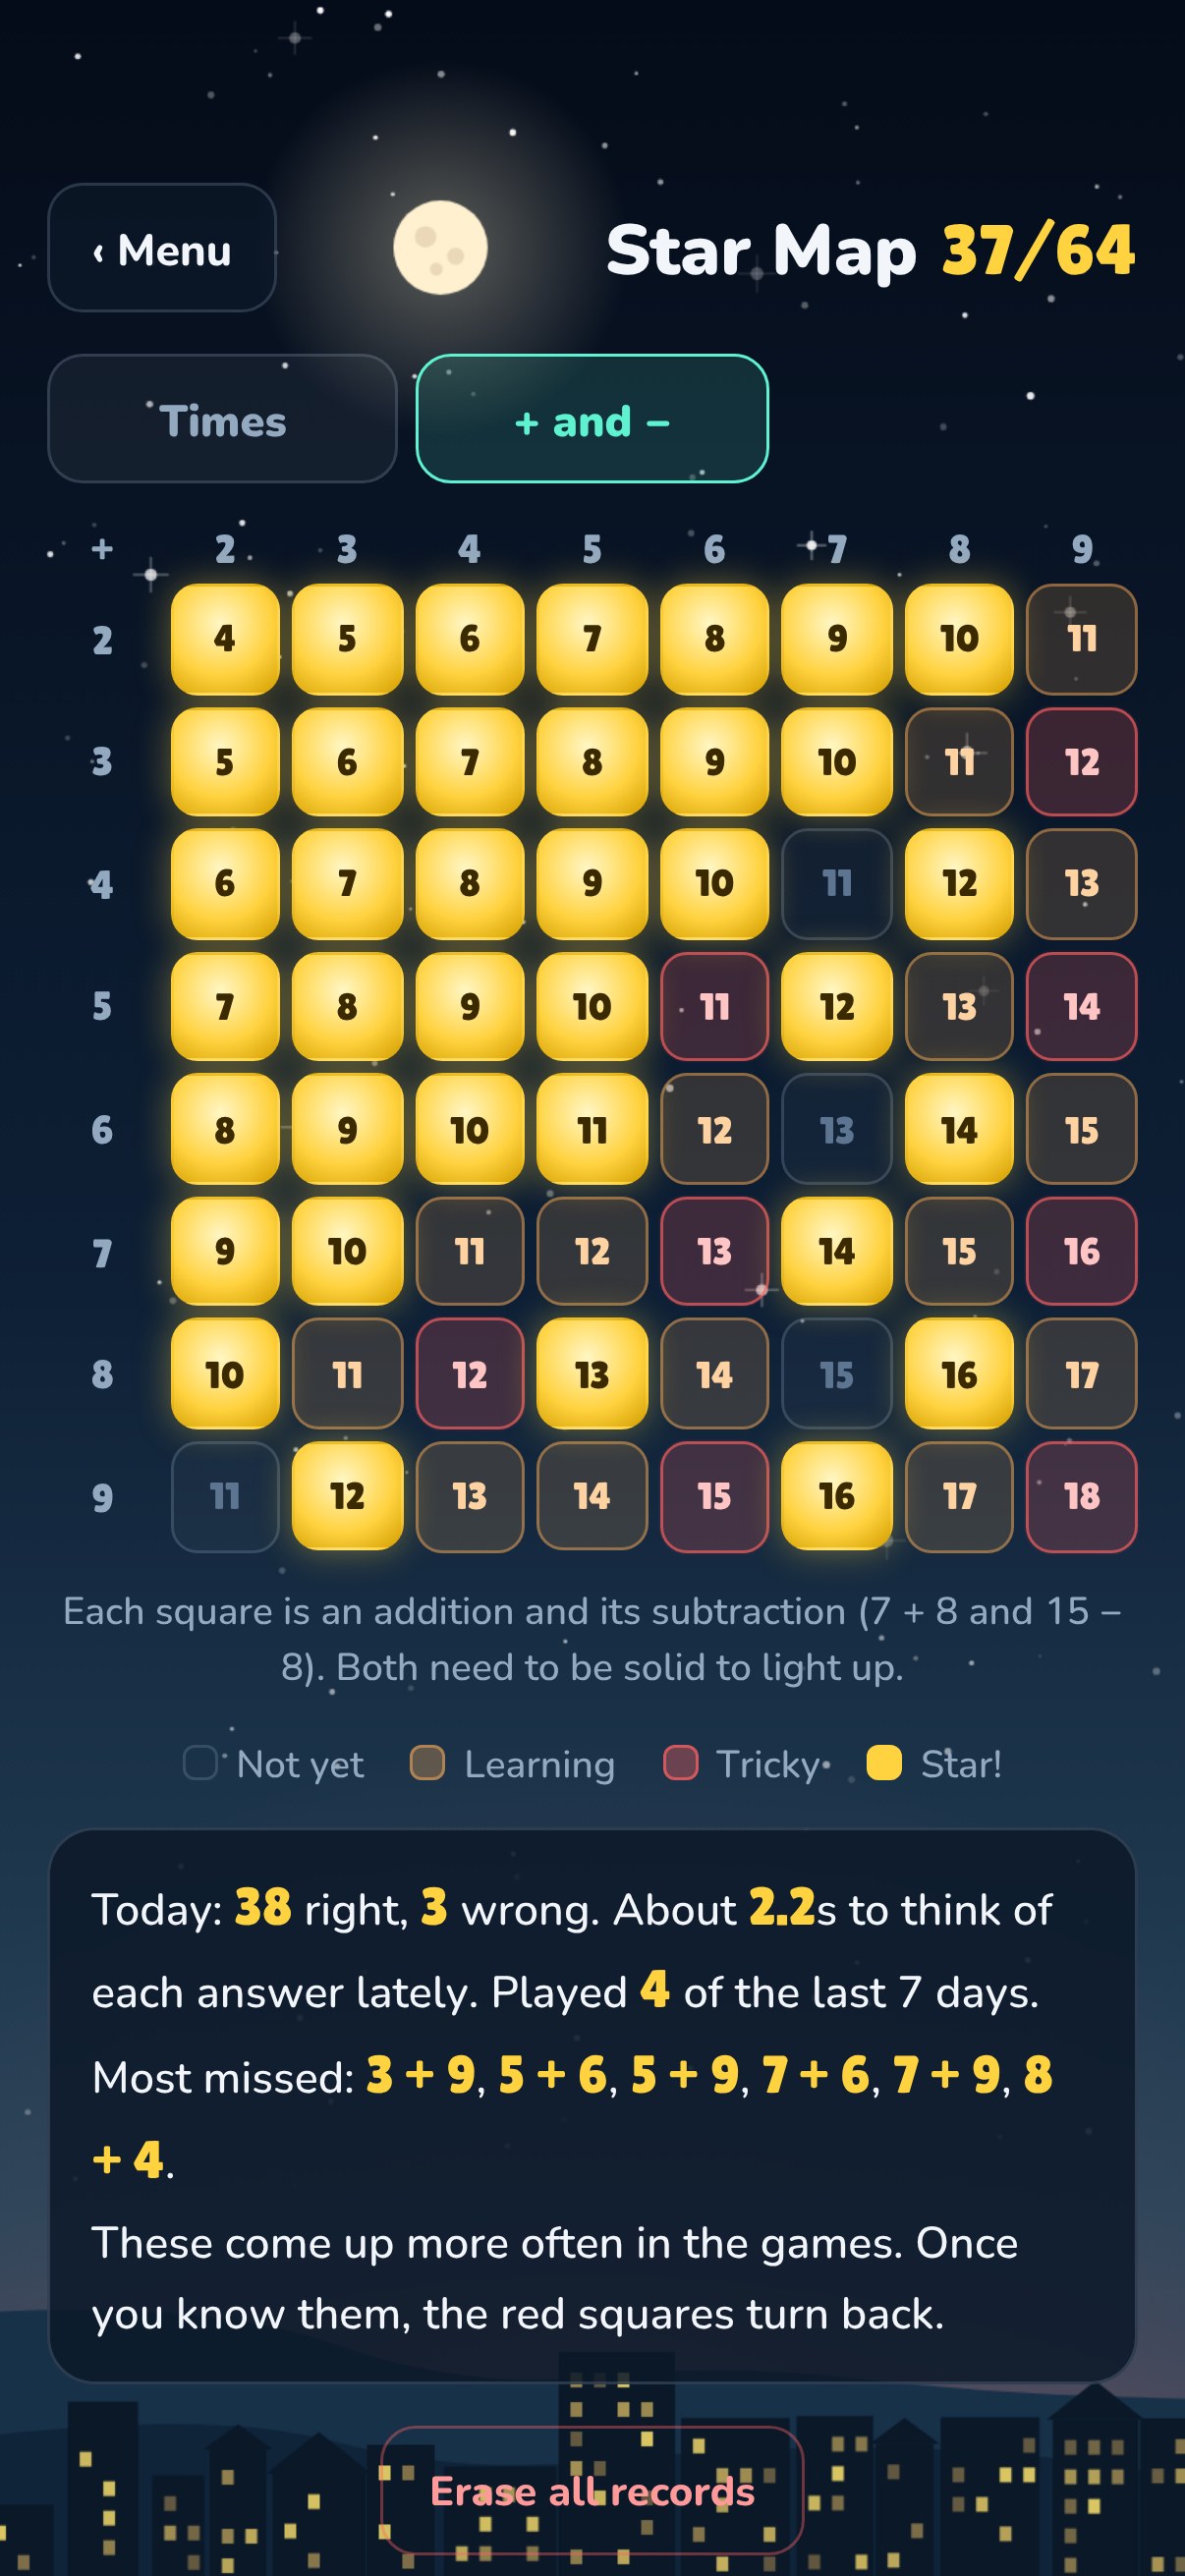 ‹ Menu
Star Map 37/64
Times
+ and −
+ 2 3 4 5 6 7 8 9
2 4 5 6 7 8 9 10 11
3 5 6 7 8 9 10 11 12
4 6 7 8 9 10 11 12 13
5 7 8 9 10 11 12 13 14
6 8 9 10 11 12 13 14 15
7 9 10 11 12 13 14 15 16
8 10 11 12 13 14 15 16 17
9 11 12 13 14 15 16 17 18
Each square is an addition and its subtraction (7 + 8 and 15 −
8). Both need to be solid to light up.
Not yet Learning Tricky Star!
Today: 38 right, 3 wrong. About 2.2s to think of
each answer lately. Played 4 of the last 7 days.
Most missed: 3 + 9, 5 + 6, 5 + 9, 7 + 6, 7 + 9, 8
+ 4.
These come up more often in the games. Once
you know them, the red squares turn back.
Erase all records